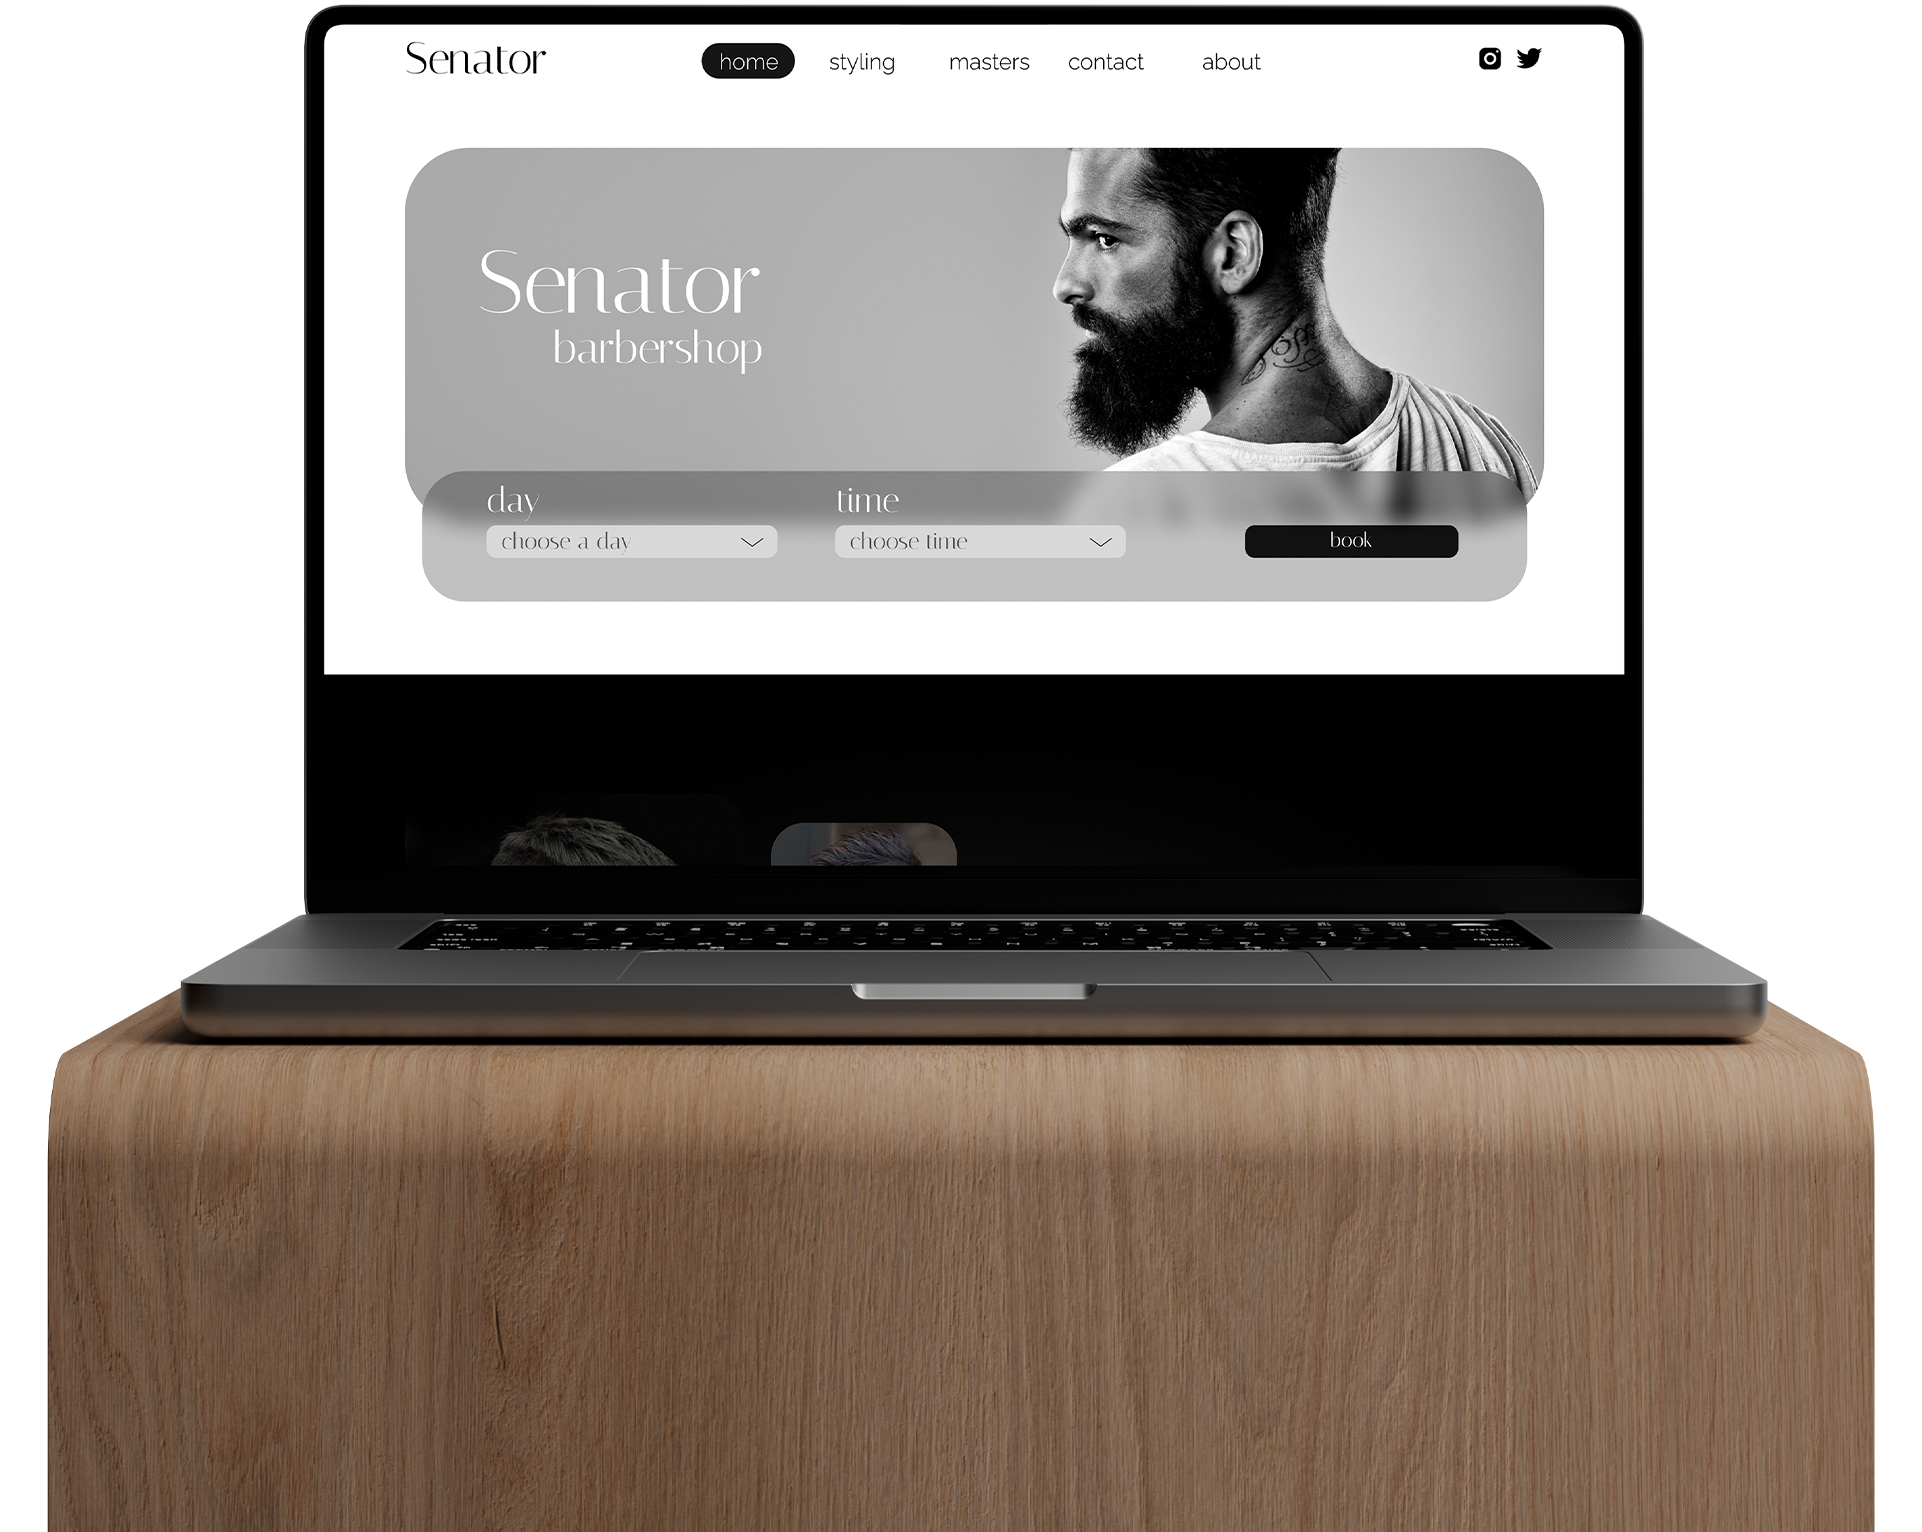 Senator
home styling masters contact about
Senator
barbershop
day time
choose a day choose time book